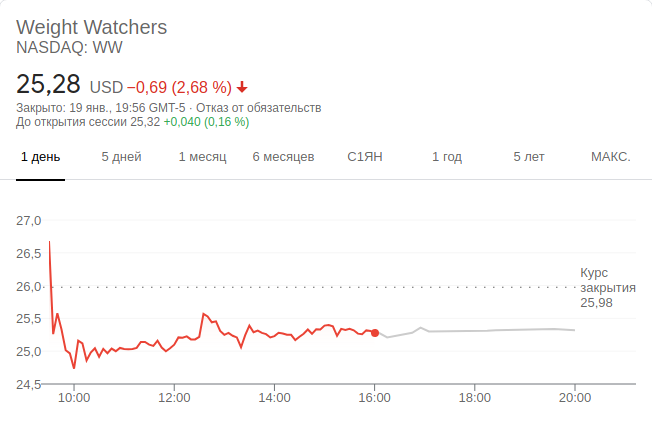 Weight Watchers
NASDAQ: WW
25,28 USD −0,69 (2,68 %)
Закрыто: 19 янв., 19:56 GMT-5 · Отказ от обязательств
До открытия сессии 25,32 +0,040 (0,16 %)
1 день 5 дней 1 месяц 6 месяцев С1ЯН 1 год 5 лет МАКС.
27,0
26,5
Курс
26,0 закрытия
25,98
25,5
25,0
24,5
10:00 12:00 14:00 16:00 18:00 20:00